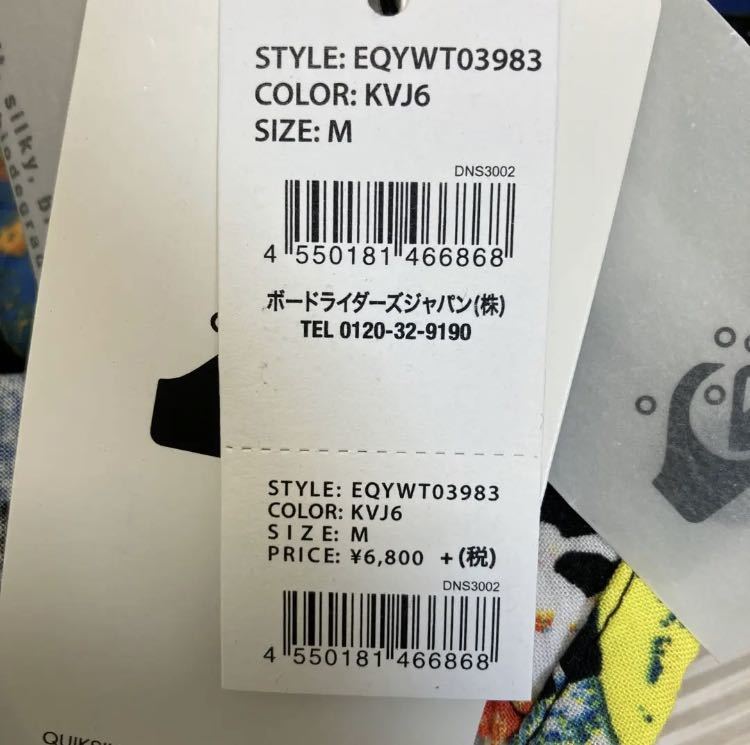 STYLE: EQYWT03983
COLOR: KVJ6
SIZE: M
DNS3002
4 550181 466868
ボードライダーズジャパン(株)
TEL 0120-32-9190
STYLE: EQYWT03983
COLOR: KVJ6
SIZE: M
PRICE: ¥6,800 +(税)
DNS3002
4 550181 466868
silky,